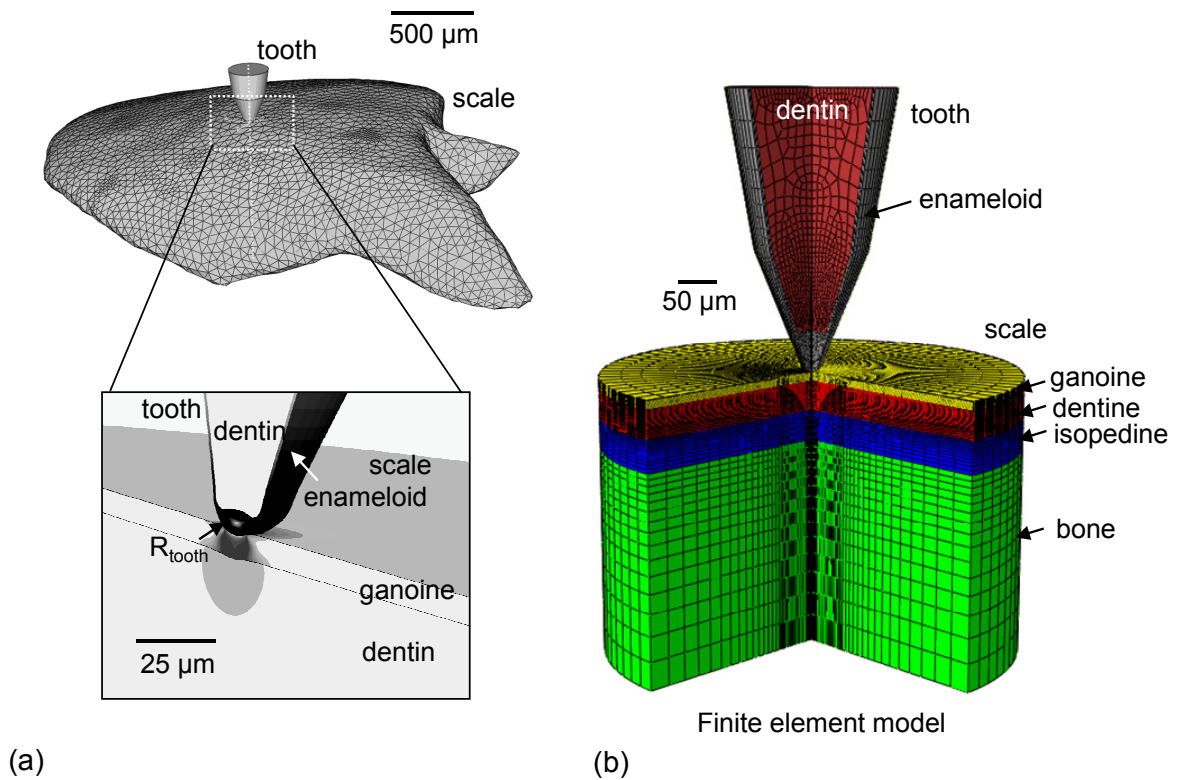 500 µm
tooth
scale
tooth
dentin
scale
enameloid
R_tooth
ganoine
25 µm
dentin
(a)
dentin
tooth
enameloid
50 µm
scale
ganoine
dentine
isopedine
bone
Finite element model
(b)